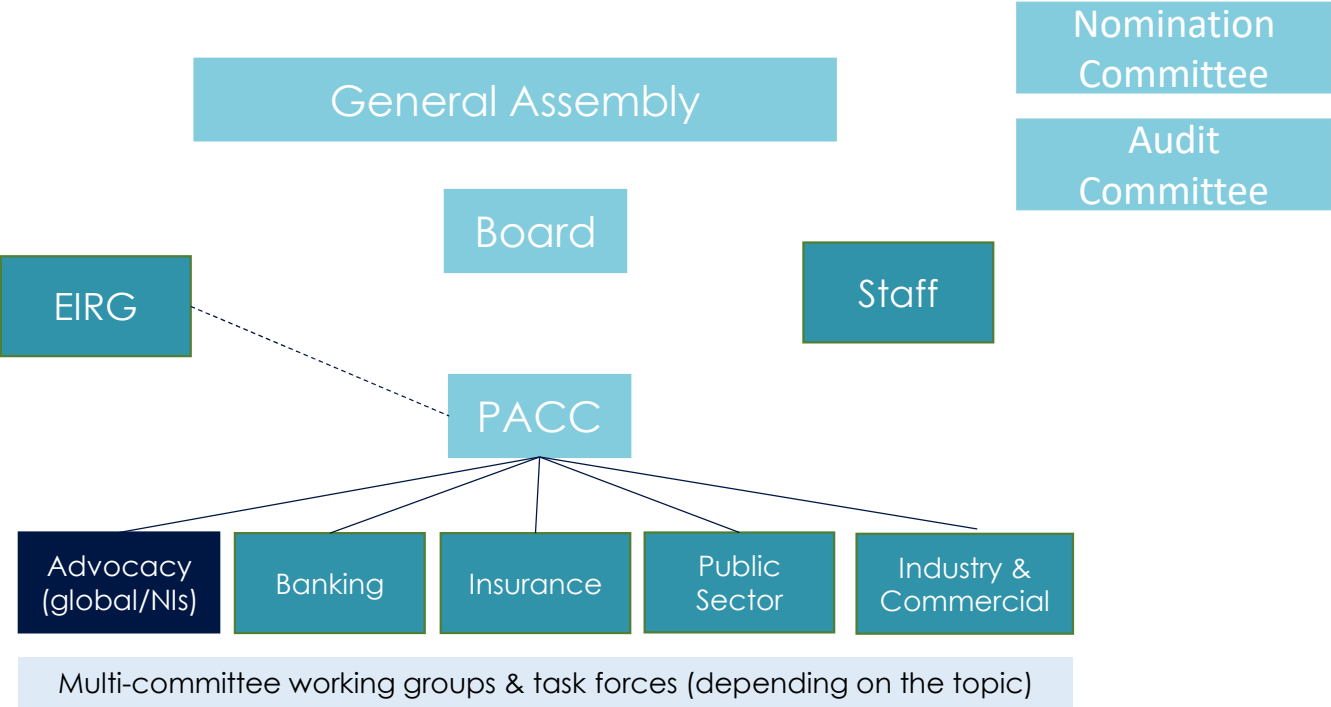 Nomination
Committee
General Assembly
Audit
Committee
Board
EIRG
Staff
PACC
Advocacy
(global/NIs)
Banking
Insurance
Public
Sector
Industry &
Commercial
Multi-committee working groups & task forces (depending on the topic)